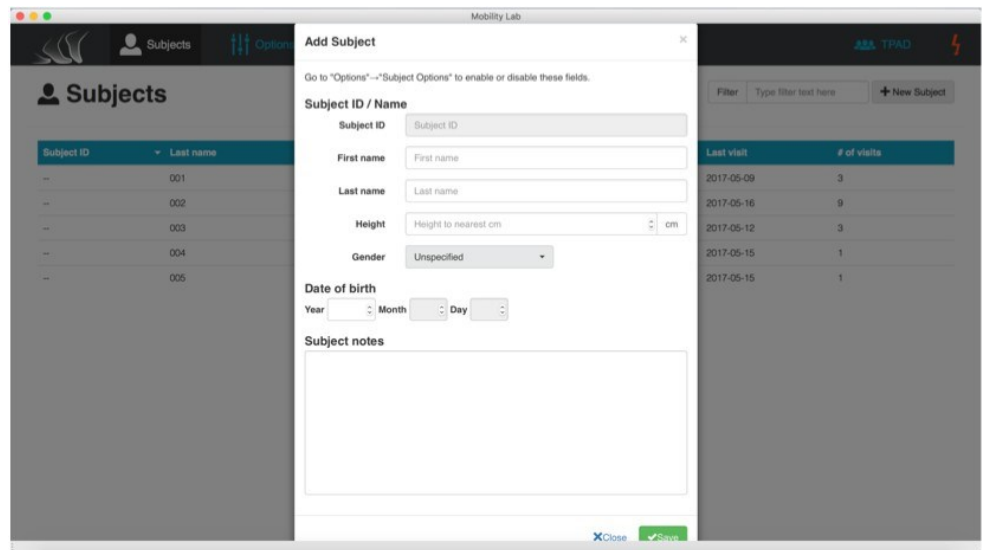 Mobility Lab
Subjects
Options
TPAD
Add Subject
×
Go to "Options"→"Subject Options" to enable or disable these fields.
Subjects
Filter Type filter text here
+ New Subject
Subject ID / Name
Subject ID Subject ID
First name First name
Last name Last name
Height Height to nearest cm cm
Gender Unspecified
Date of birth
Year Month Day
Subject notes
Close Save
Subject ID Last name Last visit # of visits
-- 001 2017-05-09 3
-- 002 2017-05-16 9
-- 003 2017-05-12 3
-- 004 2017-05-15 1
-- 005 2017-05-15 1